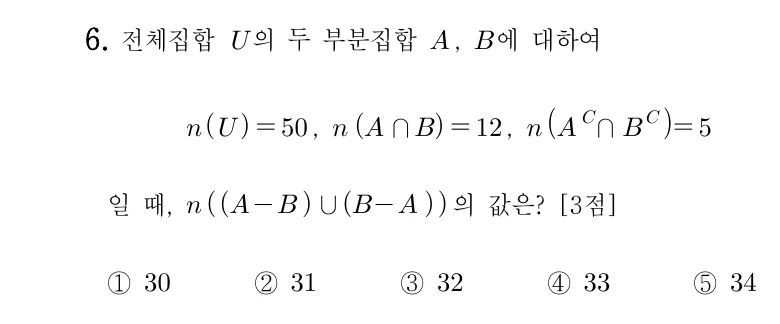 6. 전체집합 U의 두 부분집합 A, B에 대하여
n(U)=50, n(A∩B)=12, n(A^C∩B^C)=5
일 때, n((A-B)∪(B-A))의 값은? [3점]
① 30 ② 31 ③ 32 ④ 33 ⑤ 34